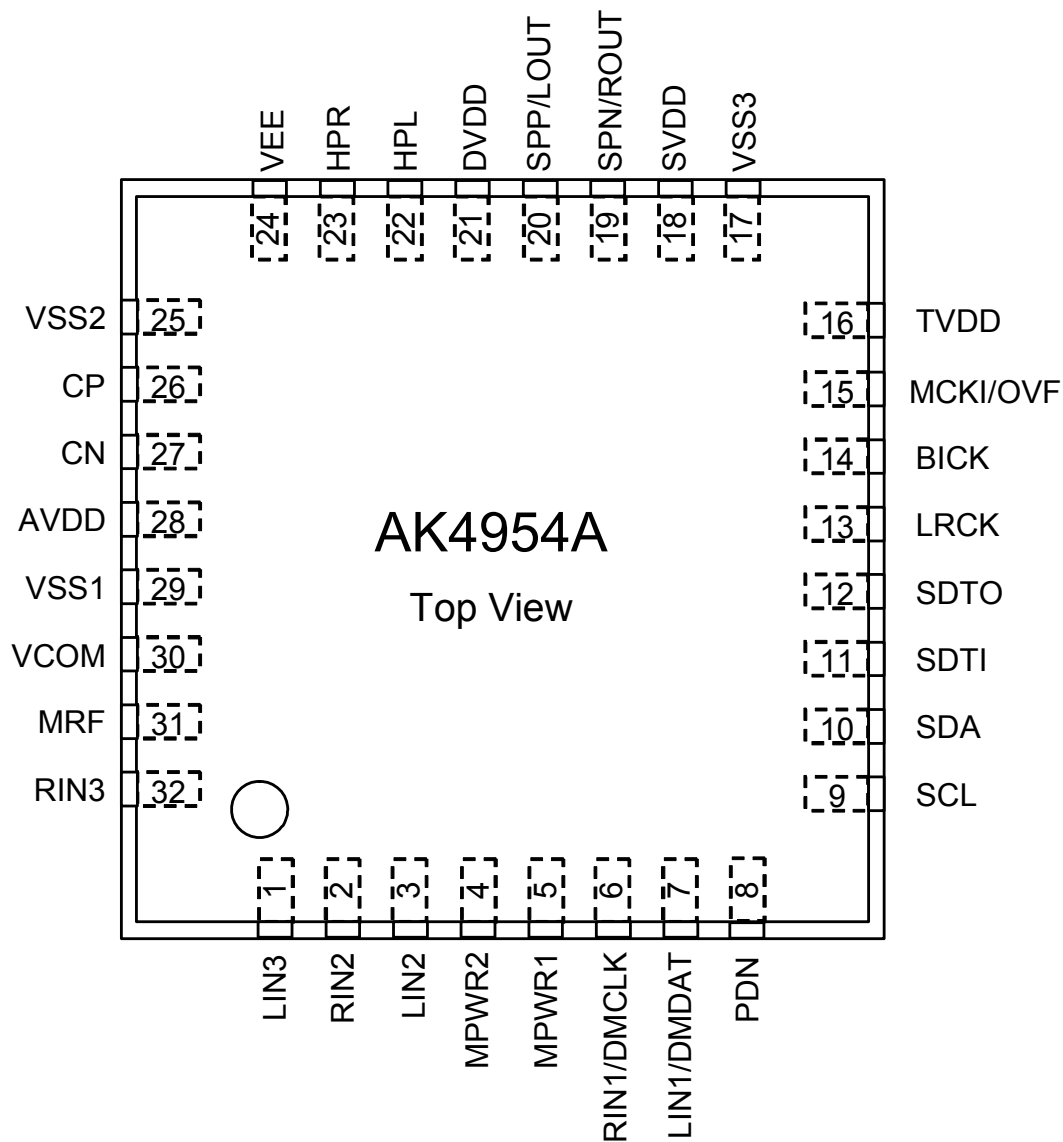 VEE
HPR
HPL
DVDD
SPP/LOUT
SPN/ROUT
SVDD
VSS3
24
23
22
21
20
19
18
17
VSS2 25
CP 26
CN 27
AVDD 28
VSS1 29
VCOM 30
MRF 31
RIN3 32
AK4954A
Top View
16 TVDD
15 MCKI/OVF
14 BICK
13 LRCK
12 SDTO
11 SDTI
10 SDA
9 SCL
1
2
3
4
5
6
7
8
LIN3
RIN2
LIN2
MPWR2
MPWR1
RIN1/DMCLK
LIN1/DMDAT
PDN